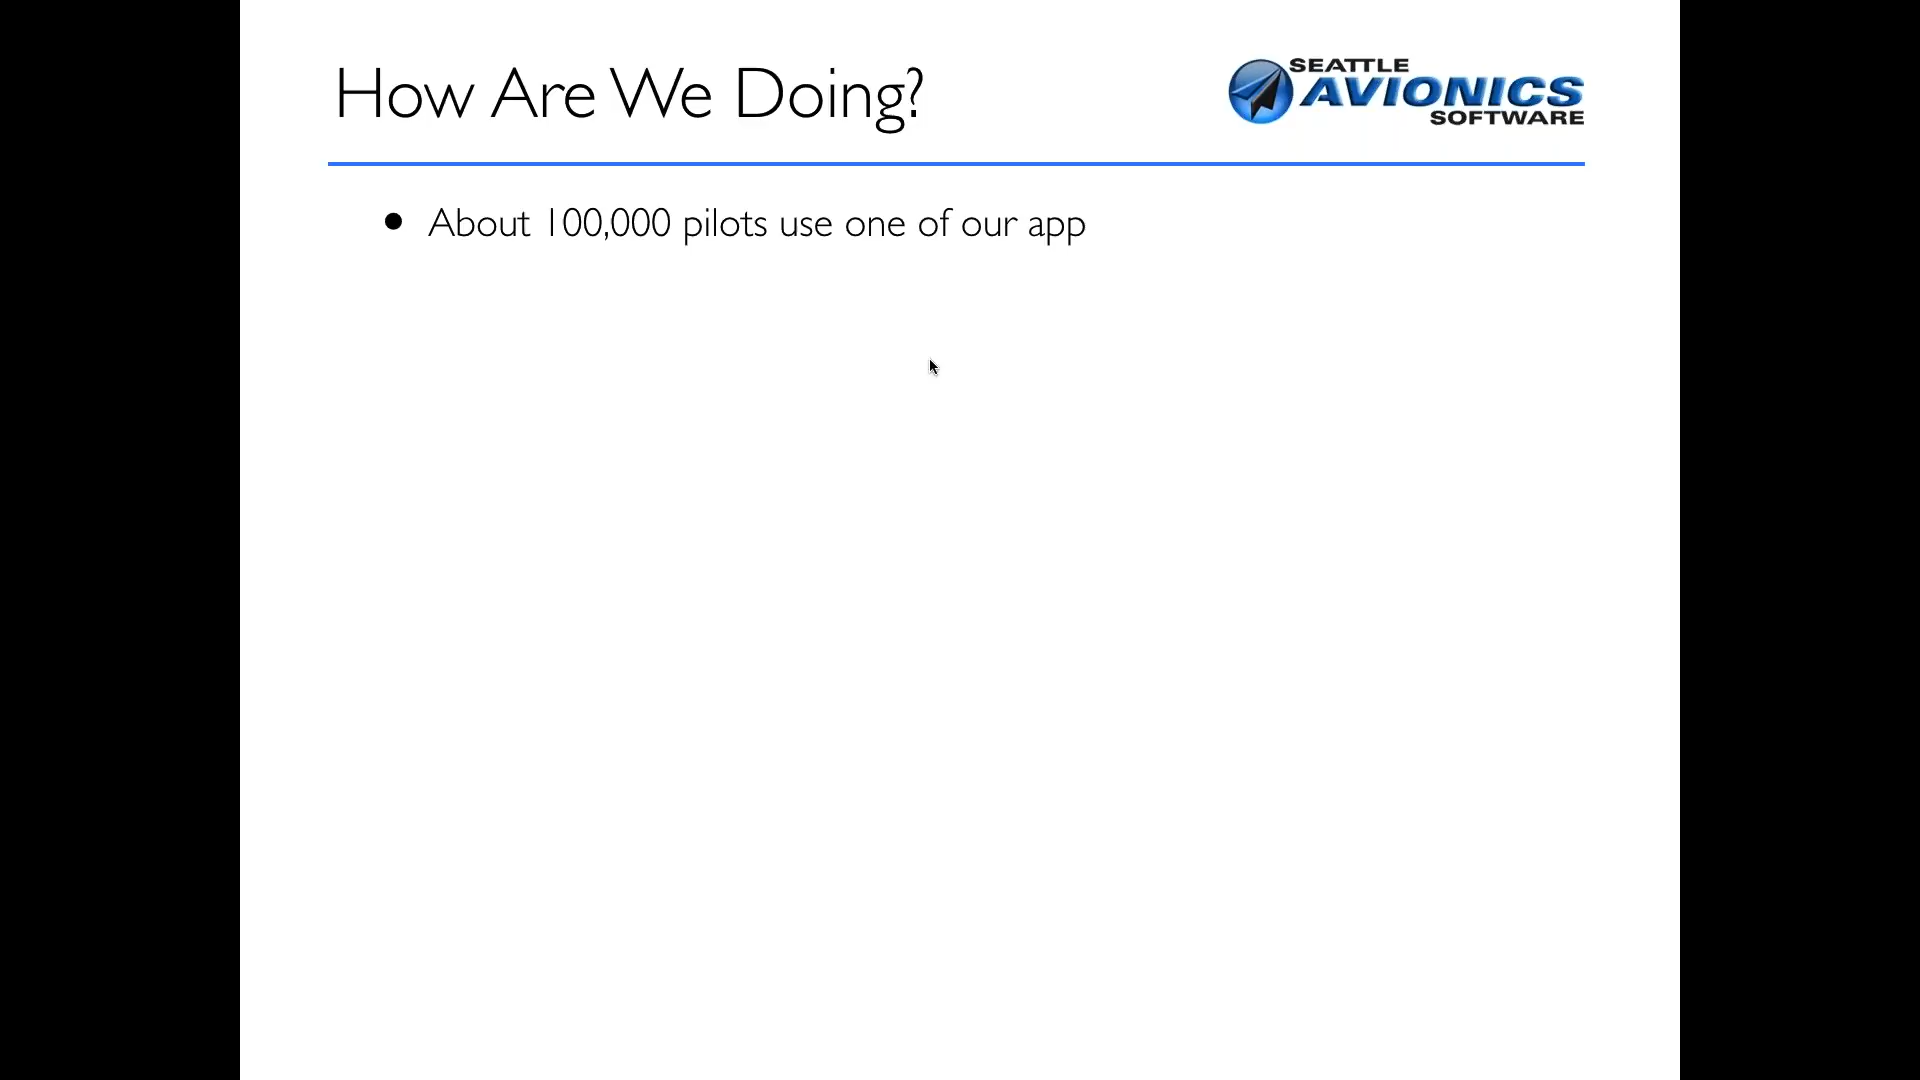 How Are We Doing?
SEATTLE
AVIONICS
SOFTWARE
• About 100,000 pilots use one of our app